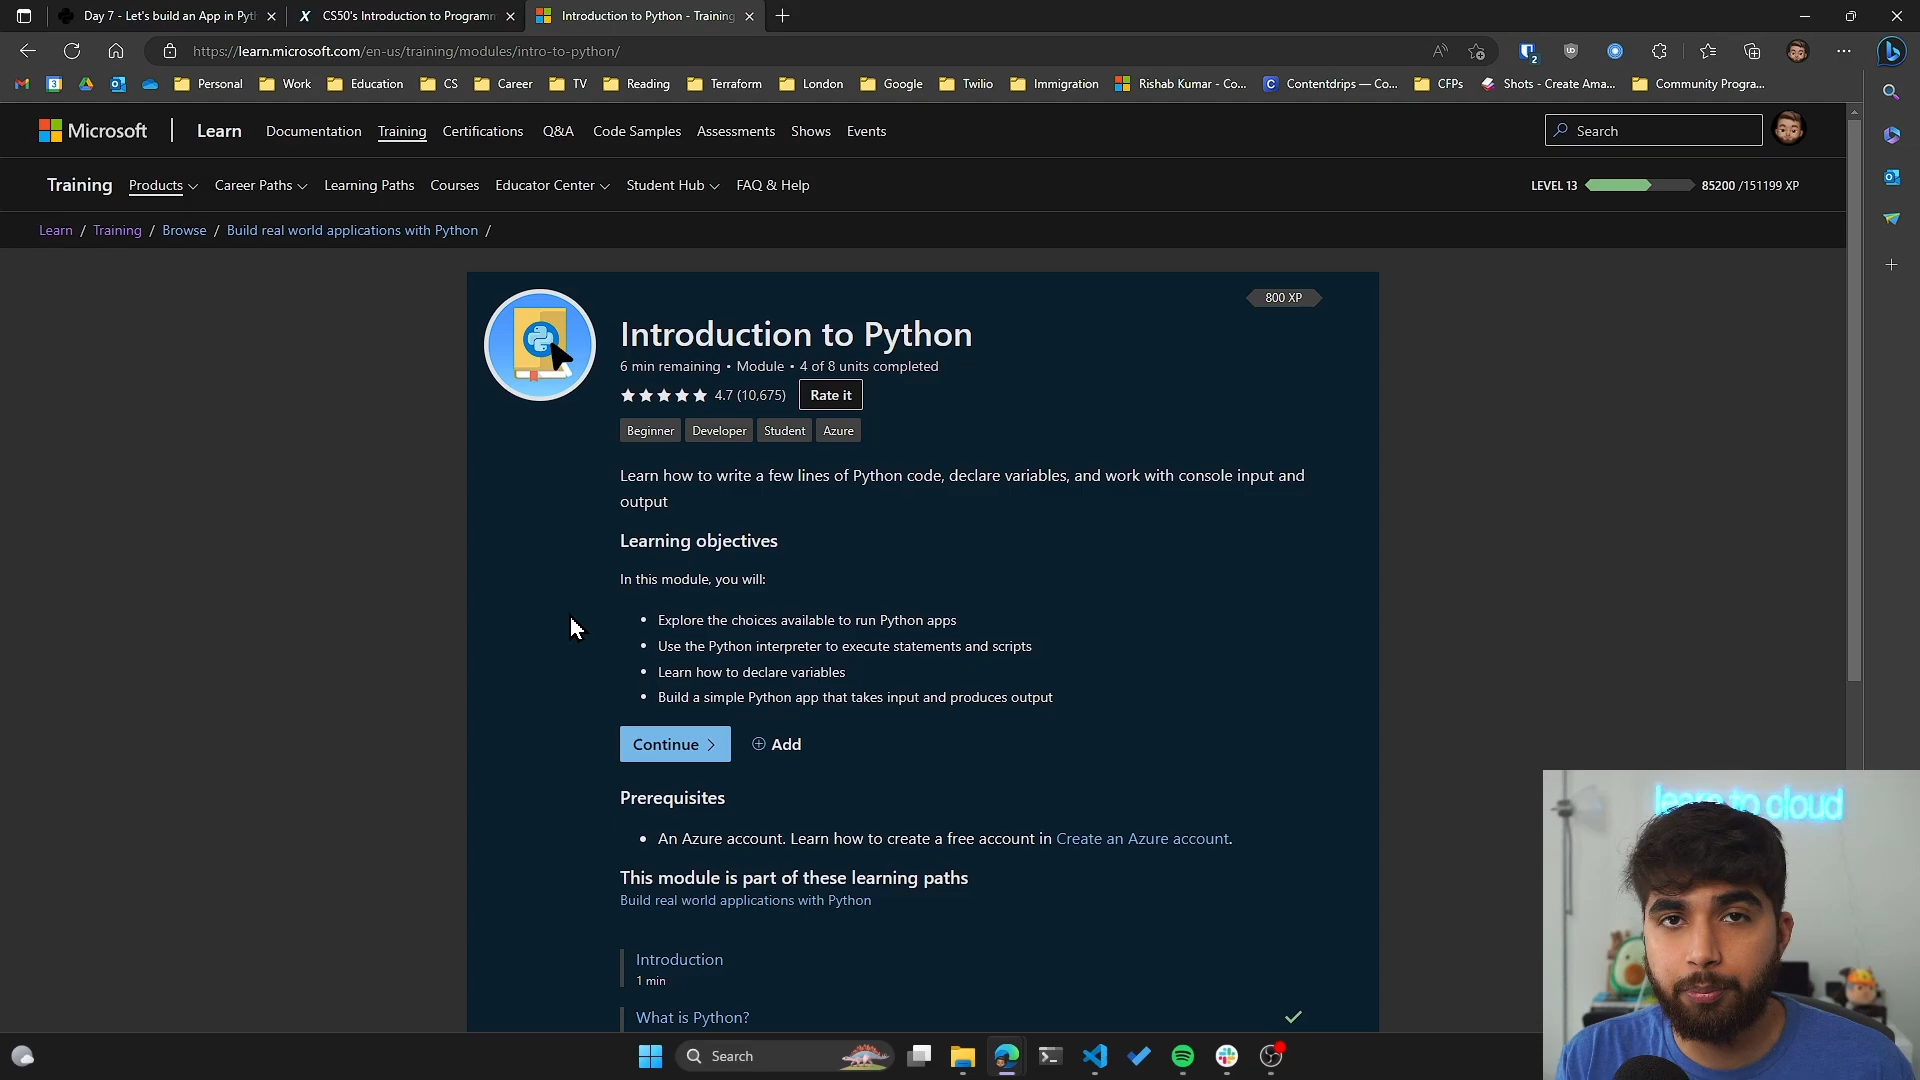 Day 7 - Let's build an App in Pyt
CS50's Introduction to Programm
Introduction to Python - Training
https://learn.microsoft.com/en-us/training/modules/intro-to-python/
2
Personal
Work
Education
CS
Career
TV
Reading
Terraform
London
Google
Twilio
Immigration
Rishab Kumar - Co...
Contentdrips — Co...
CFPs
Shots - Create Ama...
Community Progra...
Microsoft
Learn
Documentation
Training
Certifications
Q&A
Code Samples
Assessments
Shows
Events
Search
Training
Products
Career Paths
Learning Paths
Courses
Educator Center
Student Hub
FAQ & Help
LEVEL 13
85200 /151199 XP
Learn / Training / Browse / Build real world applications with Python /
800 XP
Introduction to Python
6 min remaining • Module • 4 of 8 units completed
4.7 (10,675)
Rate it
Beginner
Developer
Student
Azure
Learn how to write a few lines of Python code, declare variables, and work with console input and
output
Learning objectives
In this module, you will:
• Explore the choices available to run Python apps
• Use the Python interpreter to execute statements and scripts
• Learn how to declare variables
• Build a simple Python app that takes input and produces output
Continue
Add
Prerequisites
• An Azure account. Learn how to create a free account in Create an Azure account.
This module is part of these learning paths
Build real world applications with Python
Introduction
1 min
What is Python?
learn to cloud
Search